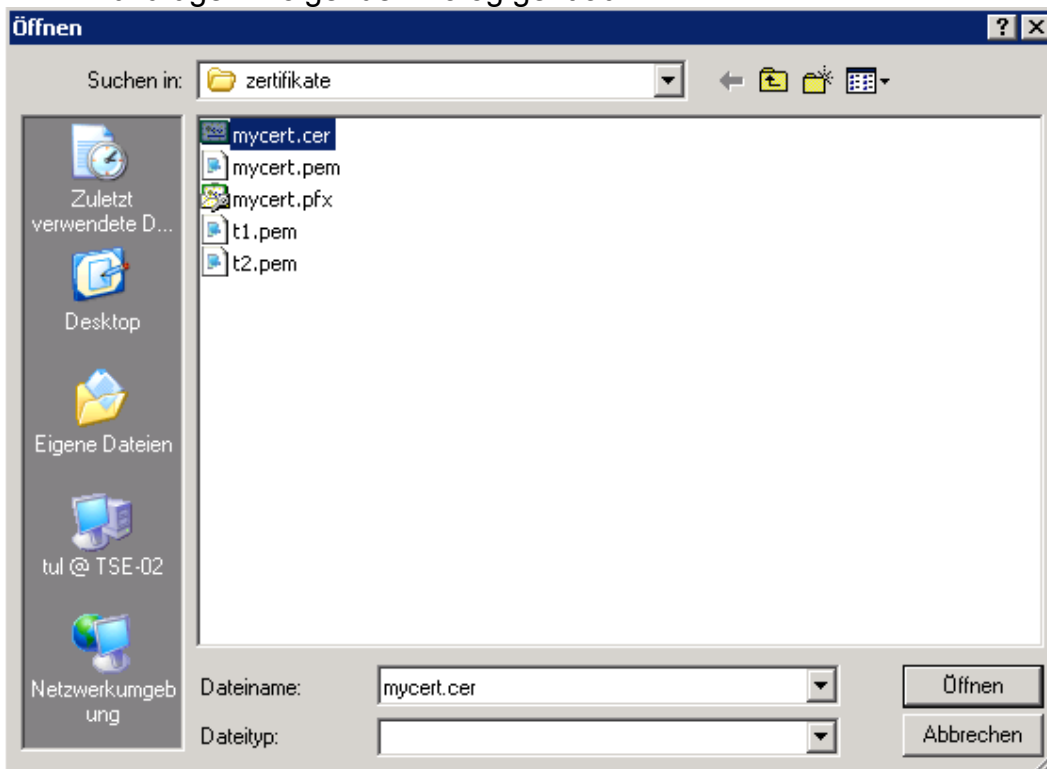 Öffnen
Suchen in:
zertifikate
mycert.cer
mycert.pem
mycert.pfx
t1.pem
t2.pem
Zuletzt
verwendete D...
Desktop
Eigene Dateien
tul @ TSE-02
Netzwerkumgeb
ung
Dateiname:
mycert.cer
Öffnen
Dateityp:
Abbrechen